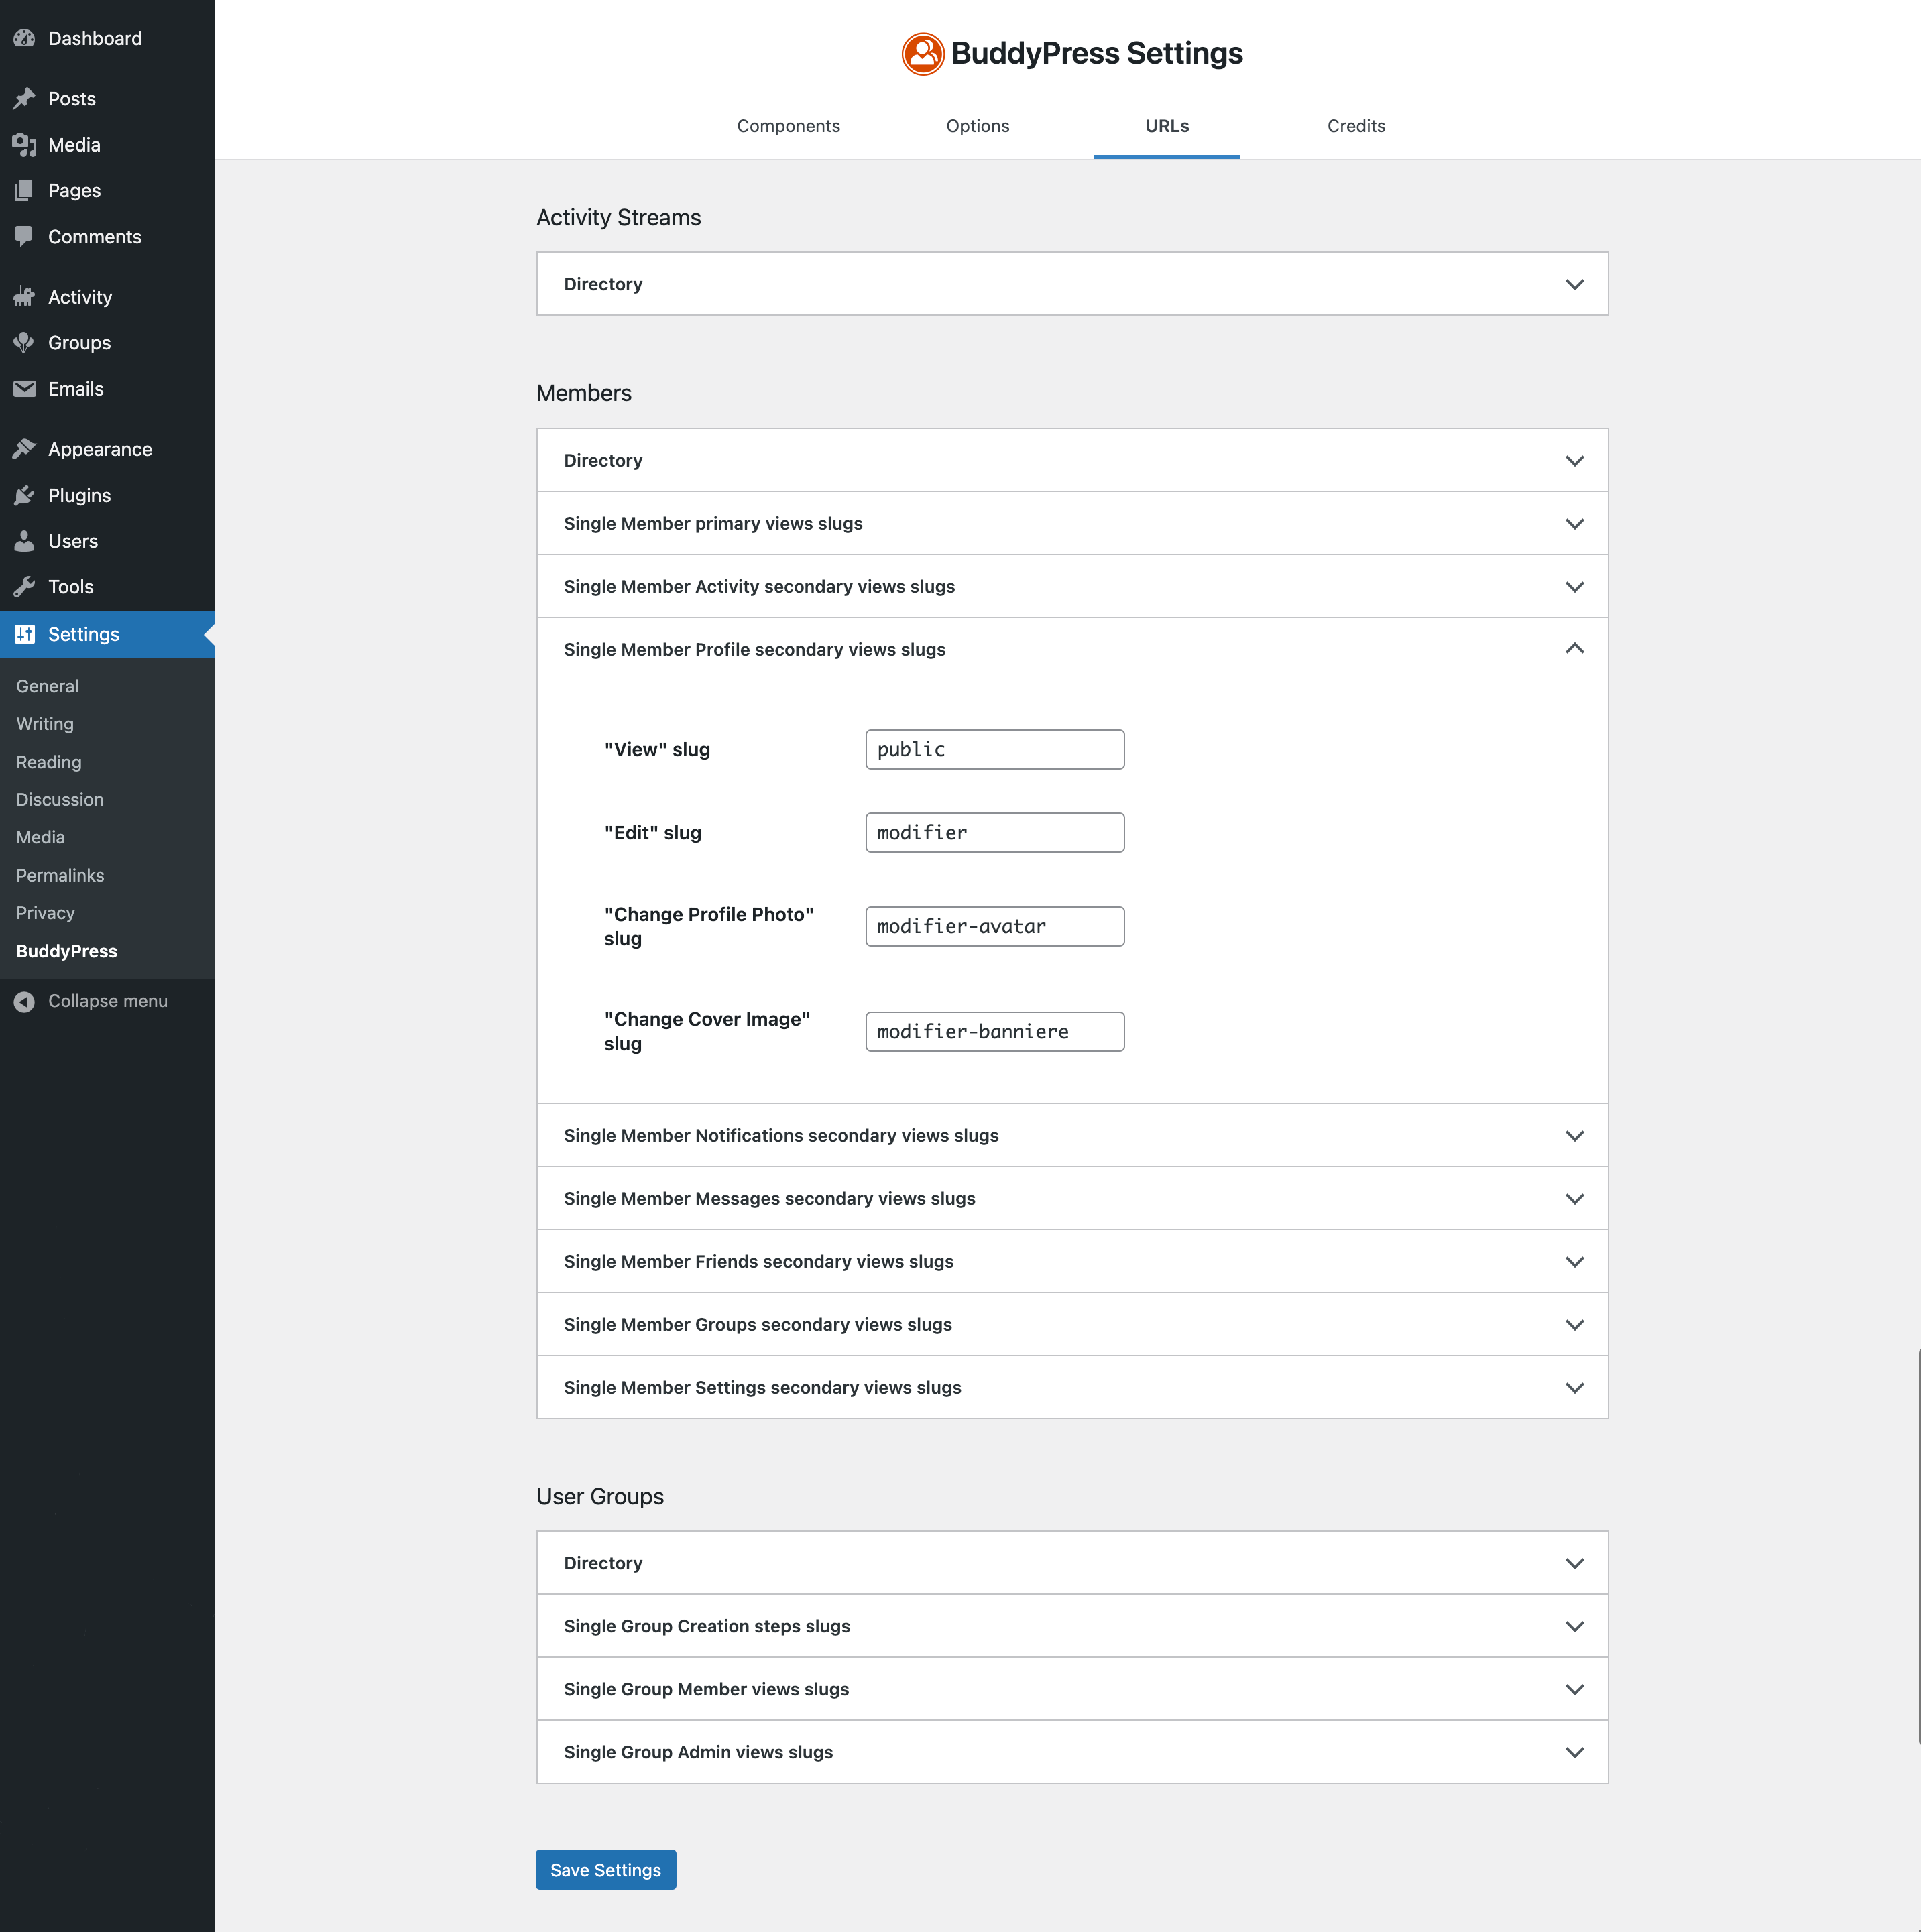 Dashboard
Posts
Media
Pages
Comments
Activity
Groups
Emails
Appearance
Plugins
Users
Tools
Settings
General
Writing
Reading
Discussion
Media
Permalinks
Privacy
BuddyPress
Collapse menu
BuddyPress Settings
Components
Options
URLs
Credits
Activity Streams
Directory
Members
Directory
Single Member primary views slugs
Single Member Activity secondary views slugs
Single Member Profile secondary views slugs
"View" slug
public
"Edit" slug
modifier
"Change Profile Photo"
slug
modifier-avatar
"Change Cover Image"
slug
modifier-banniere
Single Member Notifications secondary views slugs
Single Member Messages secondary views slugs
Single Member Friends secondary views slugs
Single Member Groups secondary views slugs
Single Member Settings secondary views slugs
User Groups
Directory
Single Group Creation steps slugs
Single Group Member views slugs
Single Group Admin views slugs
Save Settings